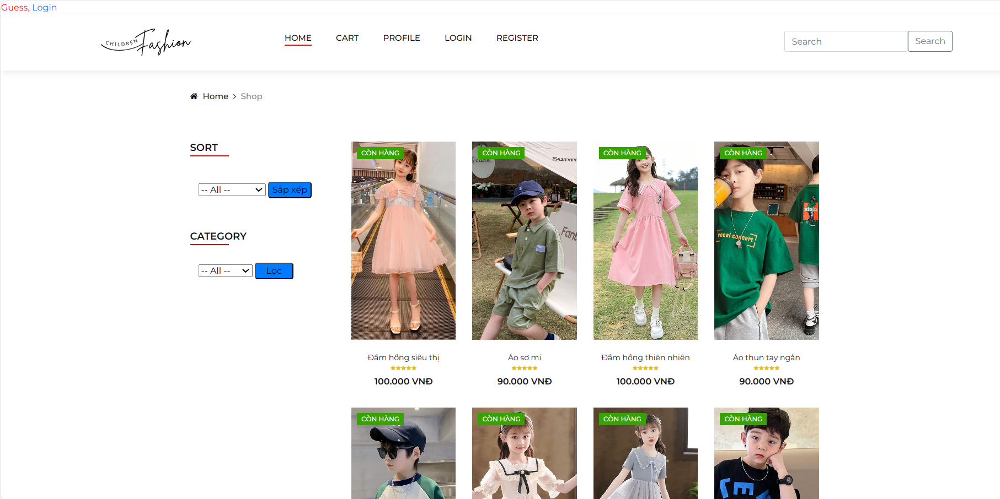 Guess, Login
CHILDREN Fashion
HOME CART PROFILE LOGIN REGISTER
Search Search
Home > Shop
SORT
-- All -- Sắp xếp
CATEGORY
-- All -- Lọc
CÒN HÀNG CÒN HÀNG CÒN HÀNG CÒN HÀNG
Sunm
Fant
vocal concert
Đầm hồng siêu thị Áo sơ mi Đầm hồng thiên nhiên Áo thun tay ngắn
100.000 VNĐ 90.000 VNĐ 100.000 VNĐ 90.000 VNĐ
CÒN HÀNG CÒN HÀNG CÒN HÀNG CÒN HÀNG